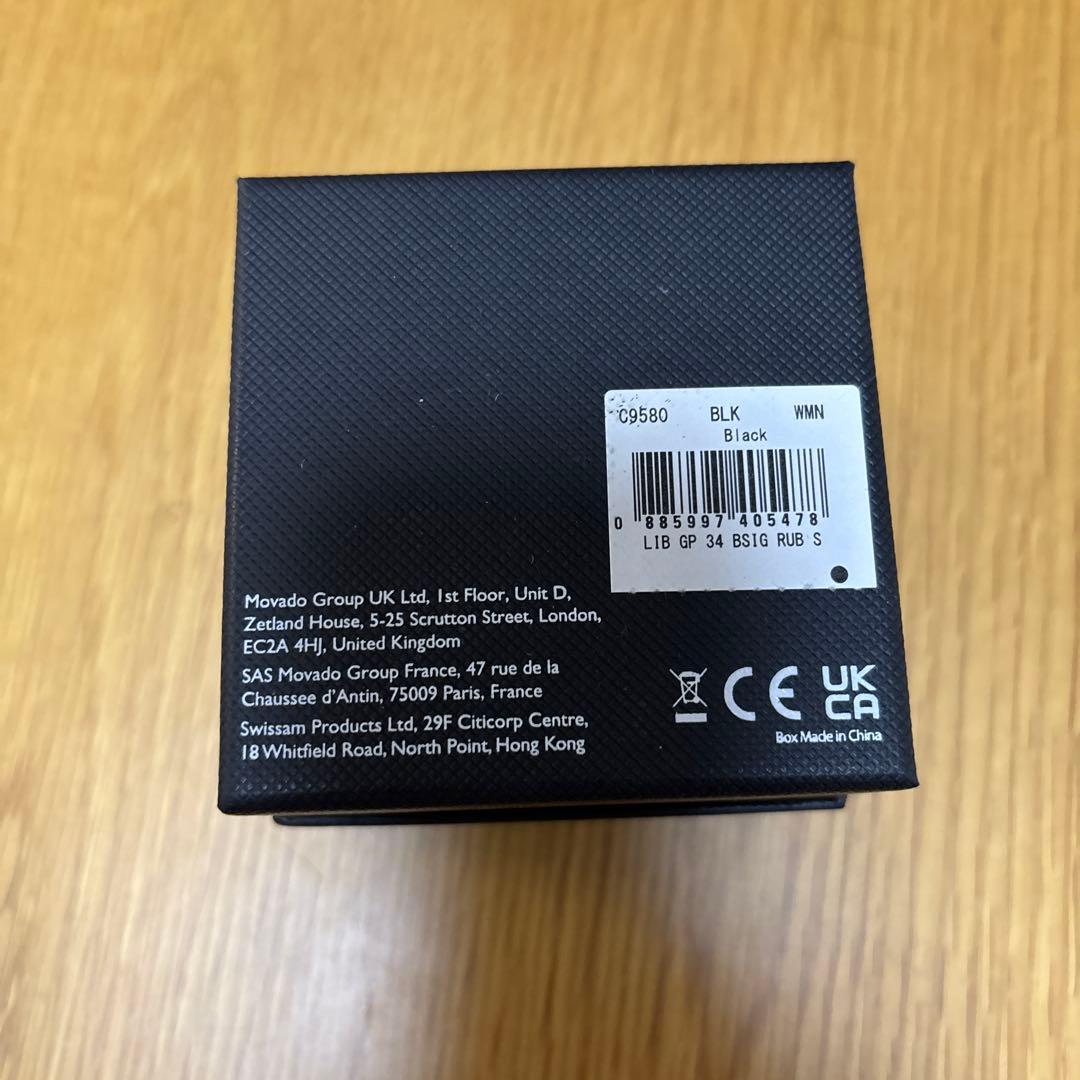 C9580 BLK WMN
Black
0 885997 405478
LIB GP 34 BSIG RUB S
Movado Group UK Ltd, 1st Floor, Unit D,
Zetland House, 5-25 Scrutton Street, London,
EC2A 4HJ, United Kingdom
SAS Movado Group France, 47 rue de la
Chaussee d'Antin, 75009 Paris, France
Swissam Products Ltd, 29F Citicorp Centre,
18 Whitfield Road, North Point, Hong Kong
CE
UK
CA
Box Made in China